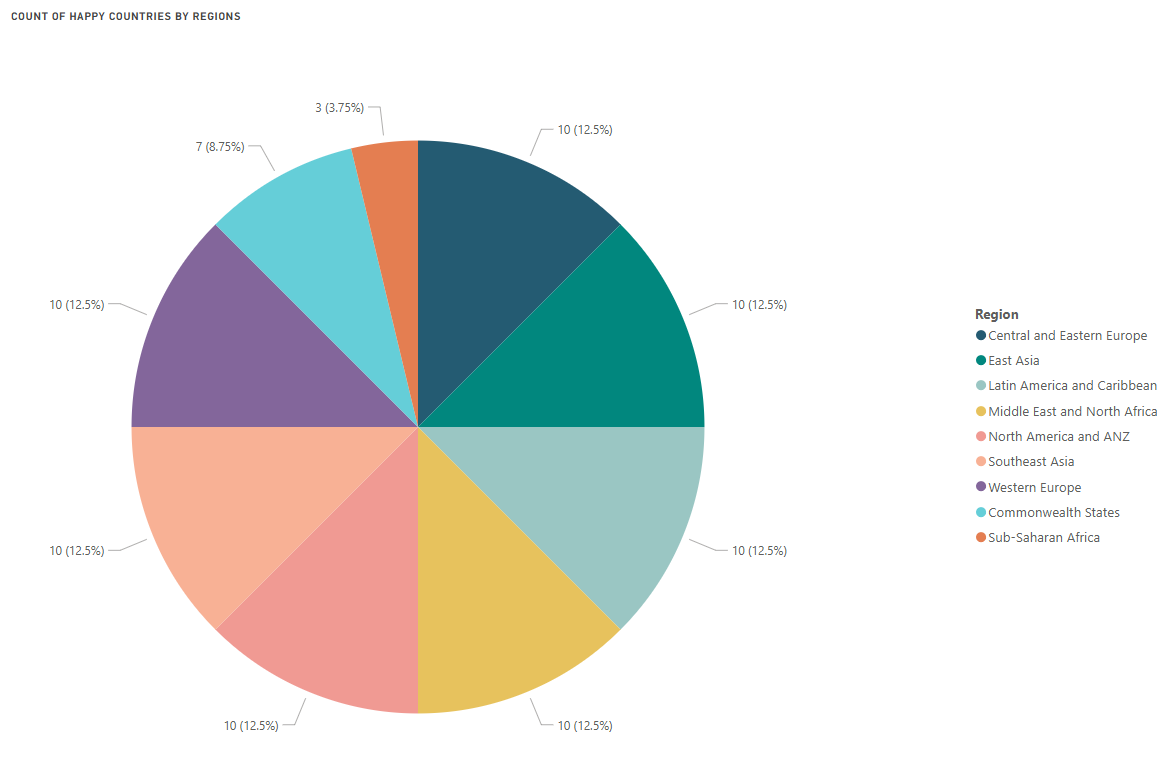 COUNT OF HAPPY COUNTRIES BY REGIONS
3 (3.75%)
10 (12.5%)
7 (8.75%)
10 (12.5%)
10 (12.5%)
10 (12.5%)
10 (12.5%)
10 (12.5%)
10 (12.5%)
Region
Central and Eastern Europe
East Asia
Latin America and Caribbean
Middle East and North Africa
North America and ANZ
Southeast Asia
Western Europe
Commonwealth States
Sub-Saharan Africa